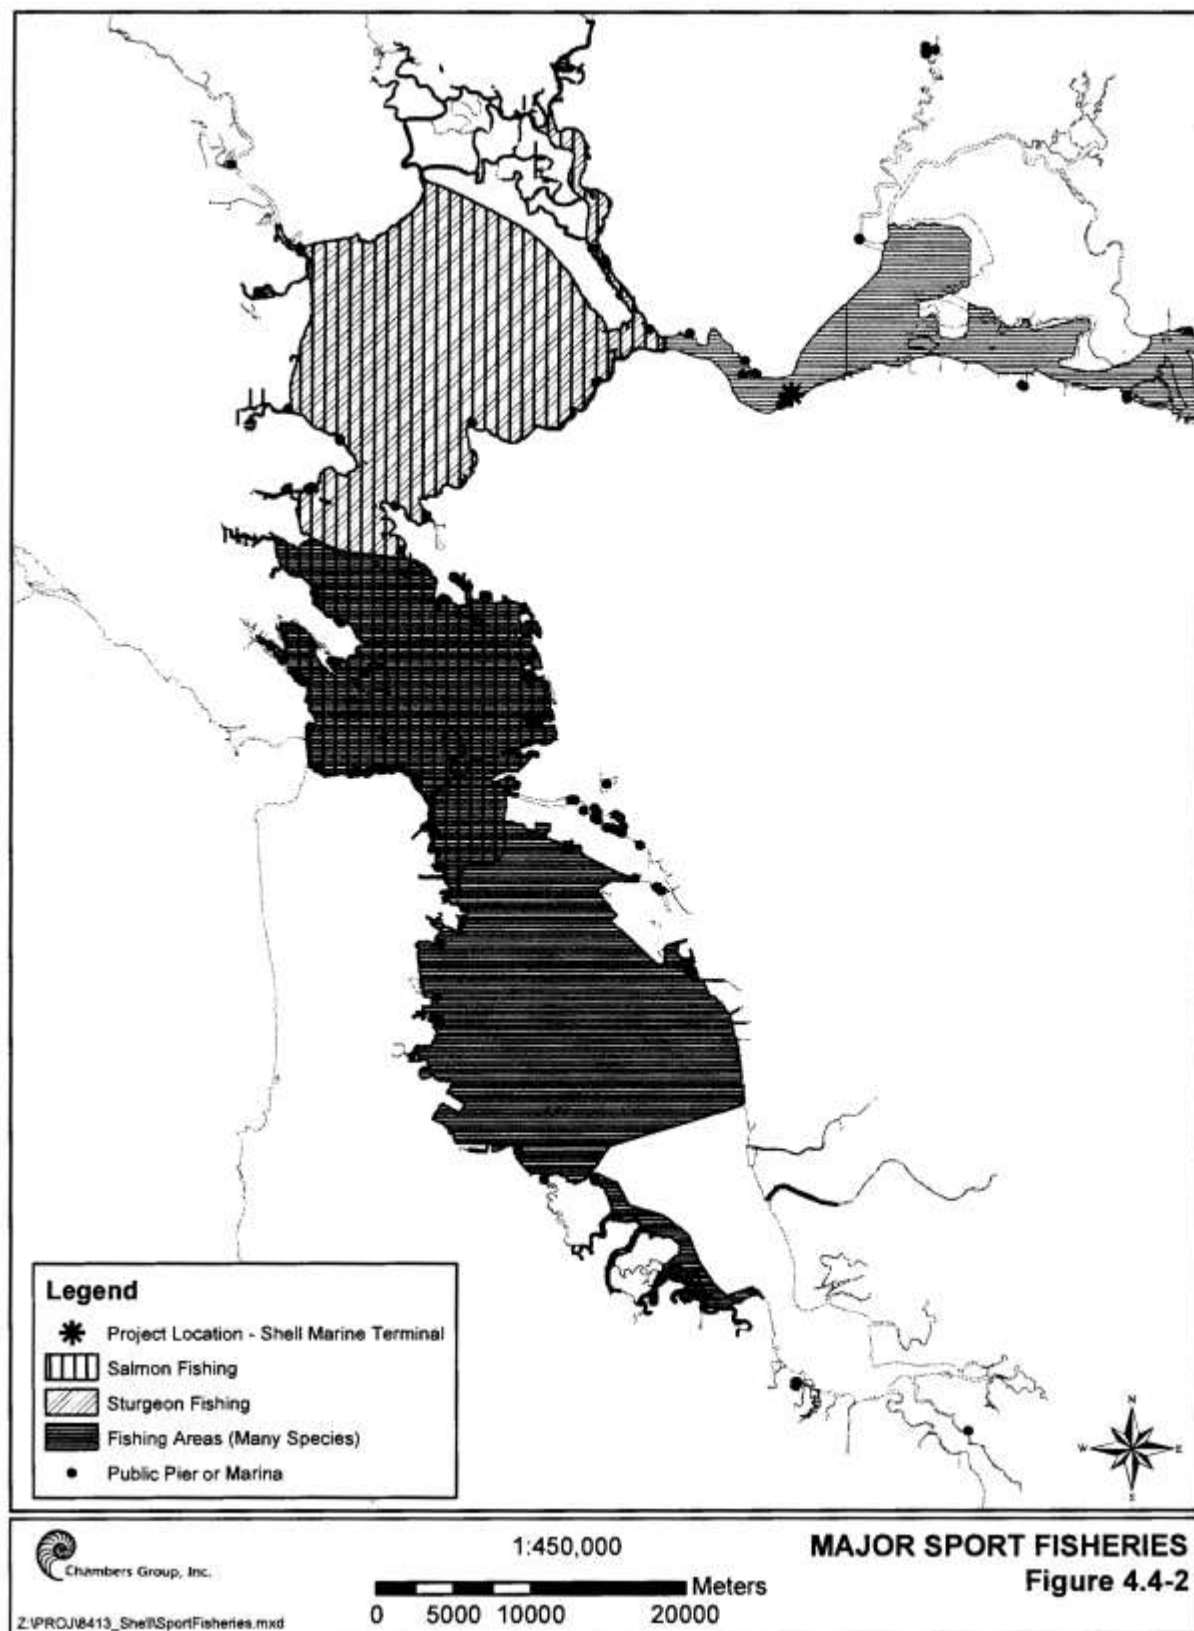 N
W
E
S
Legend
Project Location - Shell Marine Terminal
Salmon Fishing
Sturgeon Fishing
Fishing Areas (Many Species)
Public Pier or Marina
Chambers Group, Inc.
Z:\PROJ\8413_Shell\SportFisheries.mxd
1:450,000
Meters
0 5000 10000 20000
MAJOR SPORT FISHERIES
Figure 4.4-2